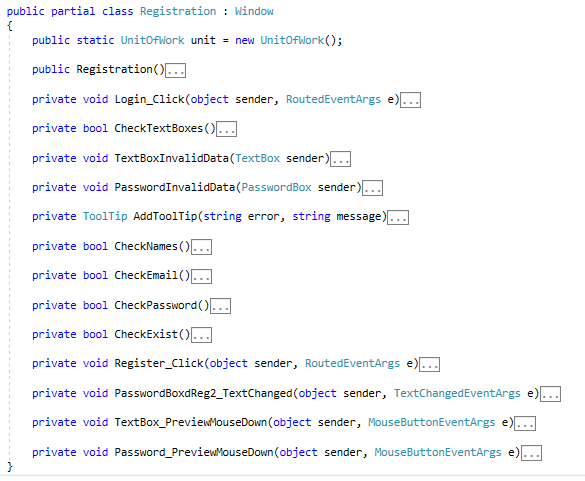 public partial class Registration : Window
{
public static UnitOfWork unit = new UnitOfWork();
public Registration()...
private void Login_Click(object sender, RoutedEventArgs e)...
private bool CheckTextBoxes()...
private void TextBoxInvalidData(TextBox sender)...
private void PasswordInvalidData(PasswordBox sender)...
private ToolTip AddToolTip(string error, string message)...
private bool CheckNames()...
private bool CheckEmail()...
private bool CheckPassword()...
private bool CheckExist()...
private void Register_Click(object sender, RoutedEventArgs e)...
private void PasswordBoxdReg2_TextChanged(object sender, TextChangedEventArgs e)...
private void TextBox_PreviewMouseDown(object sender, MouseButtonEventArgs e)...
private void Password_PreviewMouseDown(object sender, MouseButtonEventArgs e)...
}